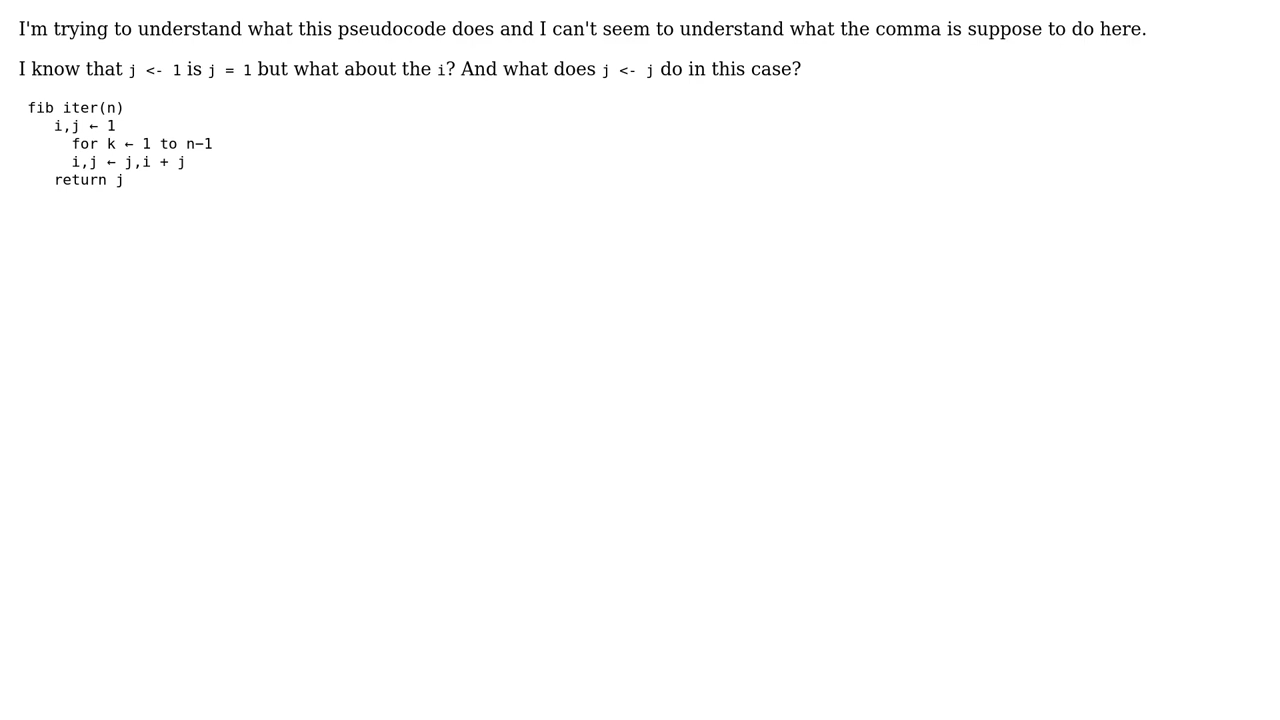 I'm trying to understand what this pseudocode does and I can't seem to understand what the comma is suppose to do here.
I know that j <- 1 is j = 1 but what about the i? And what does j <- j do in this case?
fib iter(n)
   i,j ← 1
     for k ← 1 to n−1
     i,j ← j,i + j
   return j